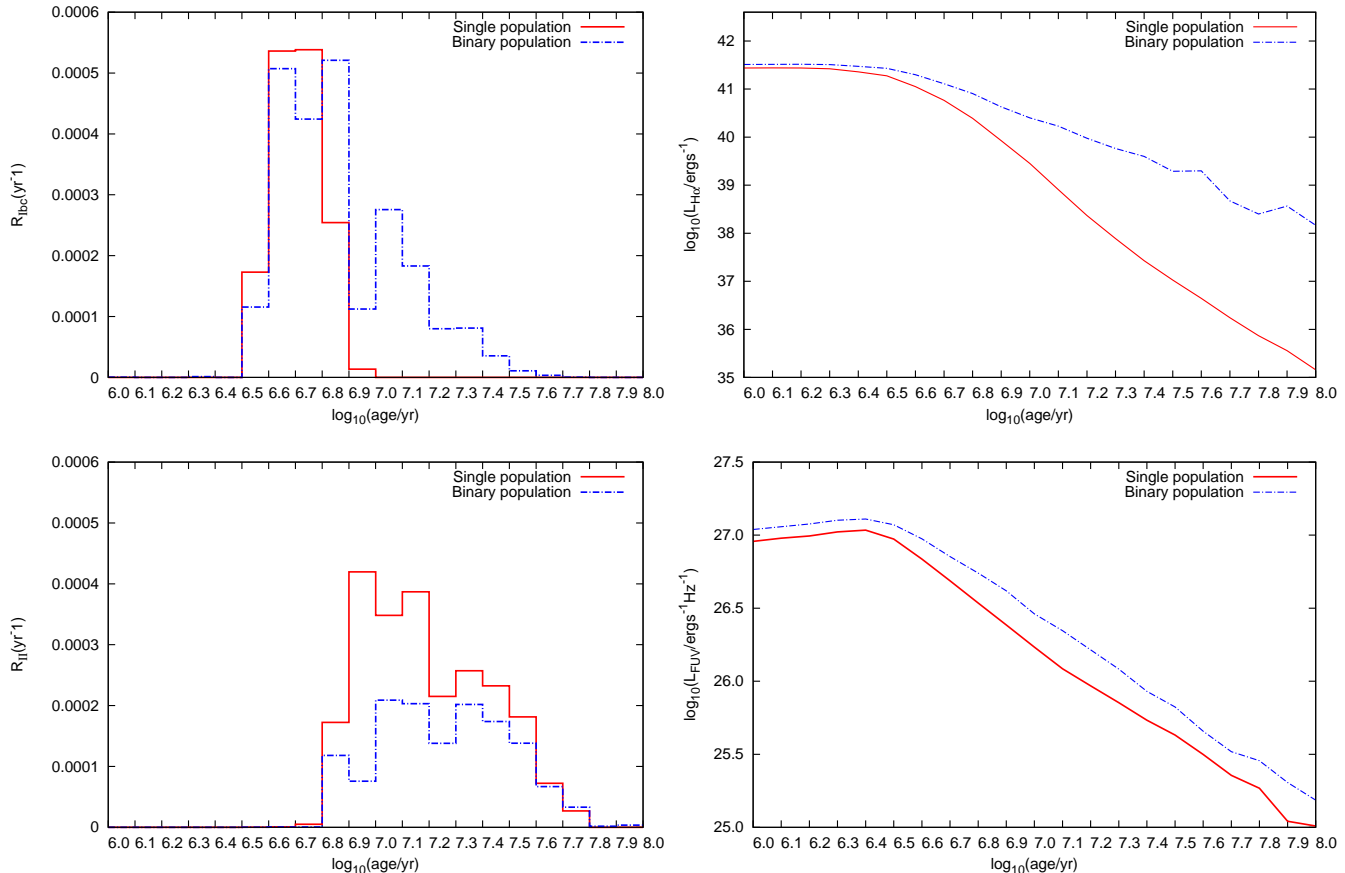 Single population
Binary population
0.0006
0.0005
0.0004
0.0003
0.0002
0.0001
0
R_Ibc(yr^-1)
6.0 6.1 6.2 6.3 6.4 6.5 6.6 6.7 6.8 6.9 7.0 7.1 7.2 7.3 7.4 7.5 7.6 7.7 7.8 7.9 8.0
log_10(age/yr)
Single population
Binary population
42
41
40
39
38
37
36
35
log_10(L_Hα/ergs^-1)
6.0 6.1 6.2 6.3 6.4 6.5 6.6 6.7 6.8 6.9 7.0 7.1 7.2 7.3 7.4 7.5 7.6 7.7 7.8 7.9 8.0
log_10(age/yr)
Single population
Binary population
0.0006
0.0005
0.0004
0.0003
0.0002
0.0001
0
R_II(yr^-1)
6.0 6.1 6.2 6.3 6.4 6.5 6.6 6.7 6.8 6.9 7.0 7.1 7.2 7.3 7.4 7.5 7.6 7.7 7.8 7.9 8.0
log_10(age/yr)
Single population
Binary population
27.5
27.0
26.5
26.0
25.5
25.0
log_10(L_FUV/ergs^-1Hz^-1)
6.0 6.1 6.2 6.3 6.4 6.5 6.6 6.7 6.8 6.9 7.0 7.1 7.2 7.3 7.4 7.5 7.6 7.7 7.8 7.9 8.0
log_10(age/yr)